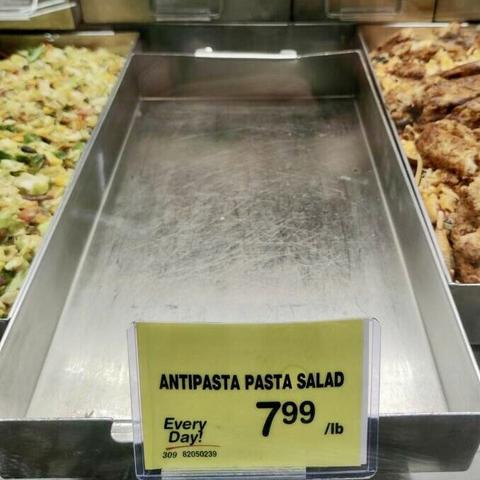 ANTIPASTA PASTA SALAD
Every Day! 7.99 /lb
309 82050239